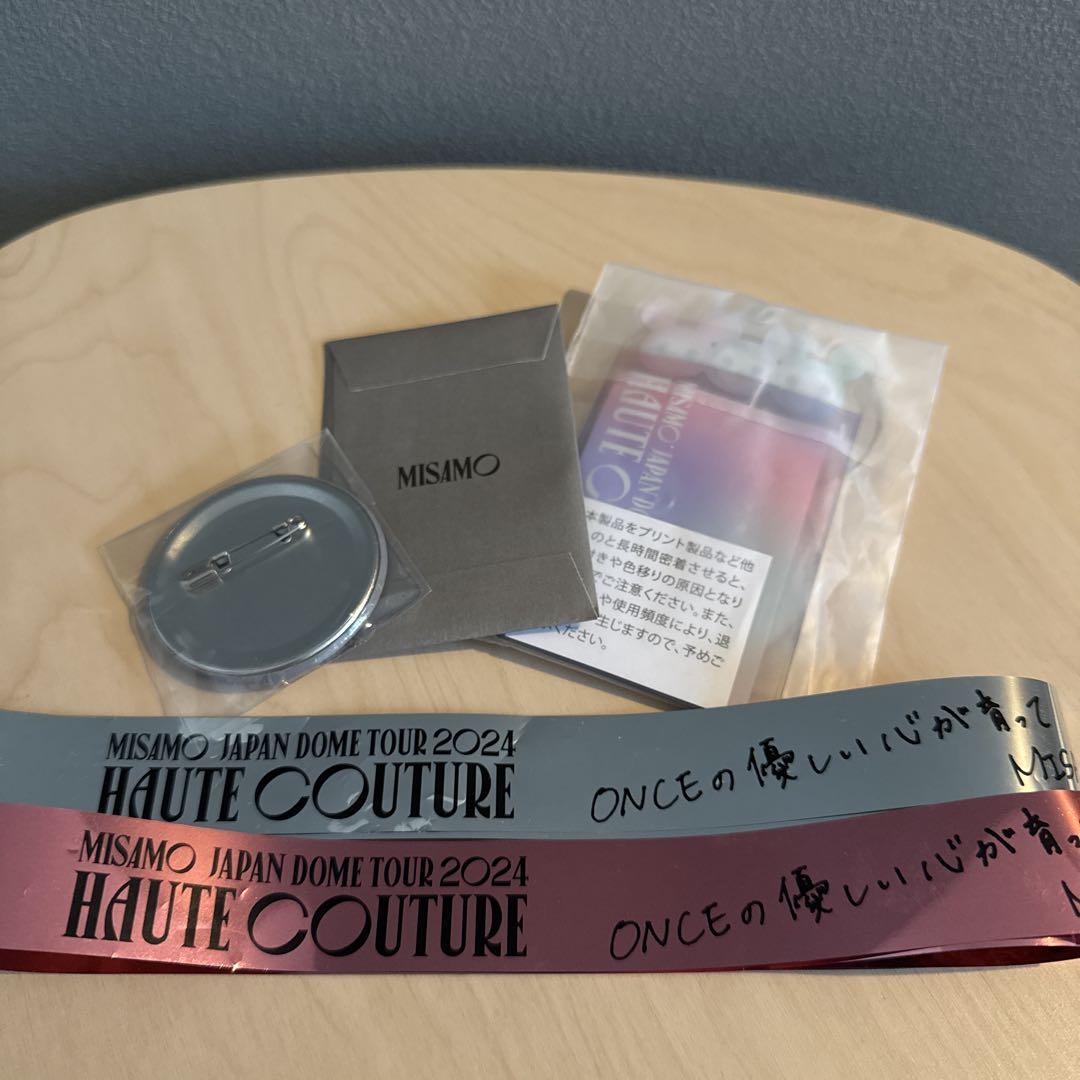 MISAMO
MISAMO JAPAN DO
HAUTE C
本製品をプリント製品など他
のと長時間密着させると、
きや色移りの原因となり
でご注意ください。また、
や使用頻度により、退
生じますので、予めご
ください。
MISAMO JAPAN DOME TOUR 2024
HAUTE COUTURE
ONCEの優しい心が育って
MIS
MISAMO JAPAN DOME TOUR 2024
HAUTE COUTURE
ONCEの優しい心が育っ
M